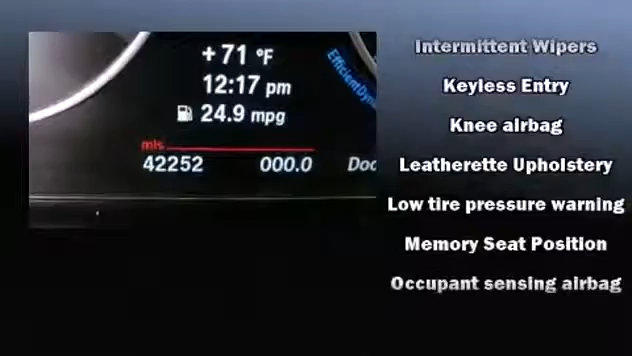 +71 °F
12:17 pm
24.9 mpg
mls
42252 000.0 Doc
EfficientDyn
Intermittent Wipers
Keyless Entry
Knee airbag
Leatherette Upholstery
Low tire pressure warning
Memory Seat Position
Occupant sensing airbag